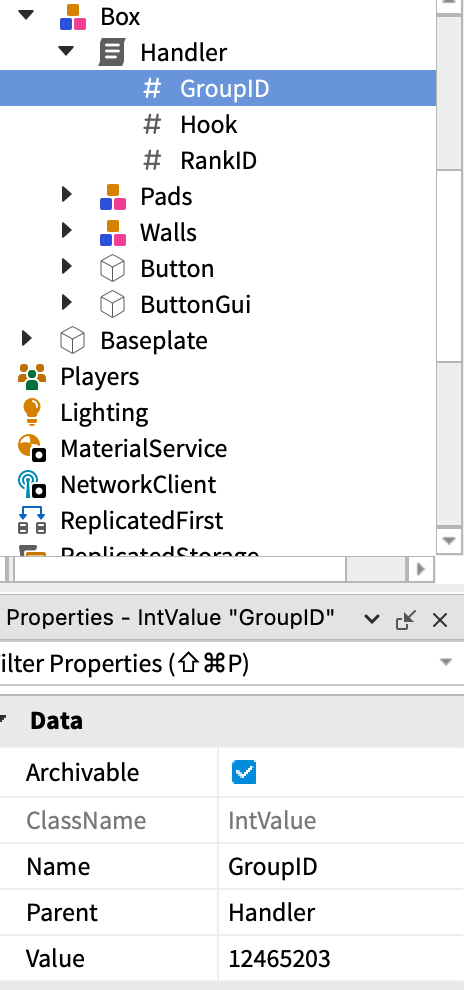 Box
Handler
# GroupID
# Hook
# RankID
Pads
Walls
Button
ButtonGui
Baseplate
Players
Lighting
MaterialService
NetworkClient
ReplicatedFirst
ReplicatedStorage
Properties - IntValue "GroupID"
ilter Properties (⇧⌘P)
Data
Archivable
ClassName IntValue
Name GroupID
Parent Handler
Value 12465203